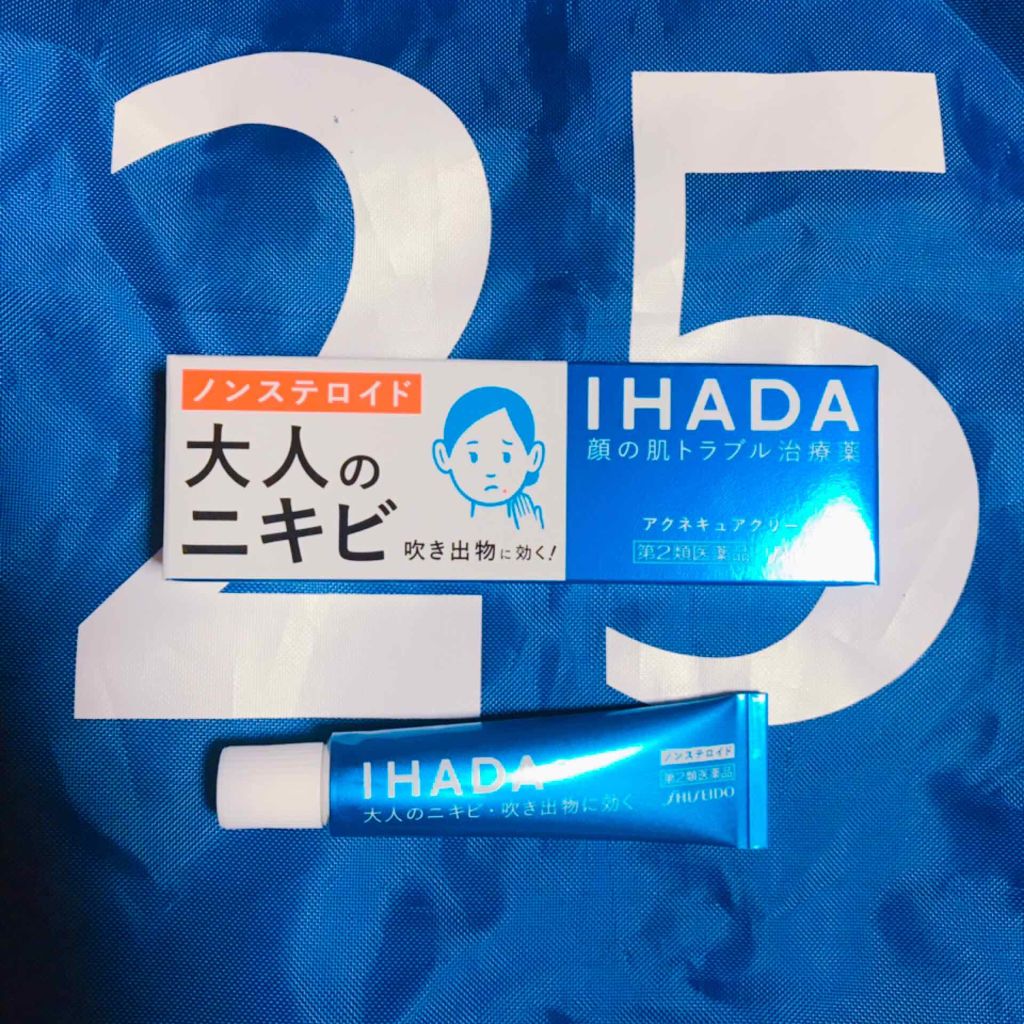 25
ノンステロイド
大人の
ニキビ 吹き出物に効く!
IHADA
顔の肌トラブル治療薬
アクネキュアクリー
第2類医薬品
IHADA
大人のニキビ・吹き出物に効く
ノンステロイド
第2類医薬品
SHISEIDO